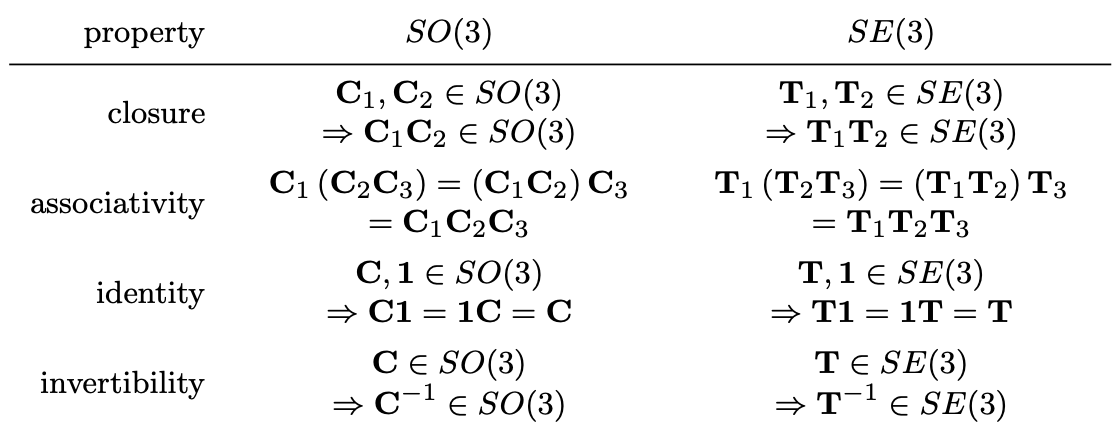 property SO(3) SE(3)
closure C₁, C₂ ∈ SO(3) T₁, T₂ ∈ SE(3)
⇒ C₁C₂ ∈ SO(3) ⇒ T₁T₂ ∈ SE(3)
associativity C₁ (C₂C₃) = (C₁C₂) C₃ T₁ (T₂T₃) = (T₁T₂) T₃
= C₁C₂C₃ = T₁T₂T₃
identity C, 1 ∈ SO(3) T, 1 ∈ SE(3)
⇒ C1 = 1C = C ⇒ T1 = 1T = T
invertibility C ∈ SO(3) T ∈ SE(3)
⇒ C⁻¹ ∈ SO(3) ⇒ T⁻¹ ∈ SE(3)